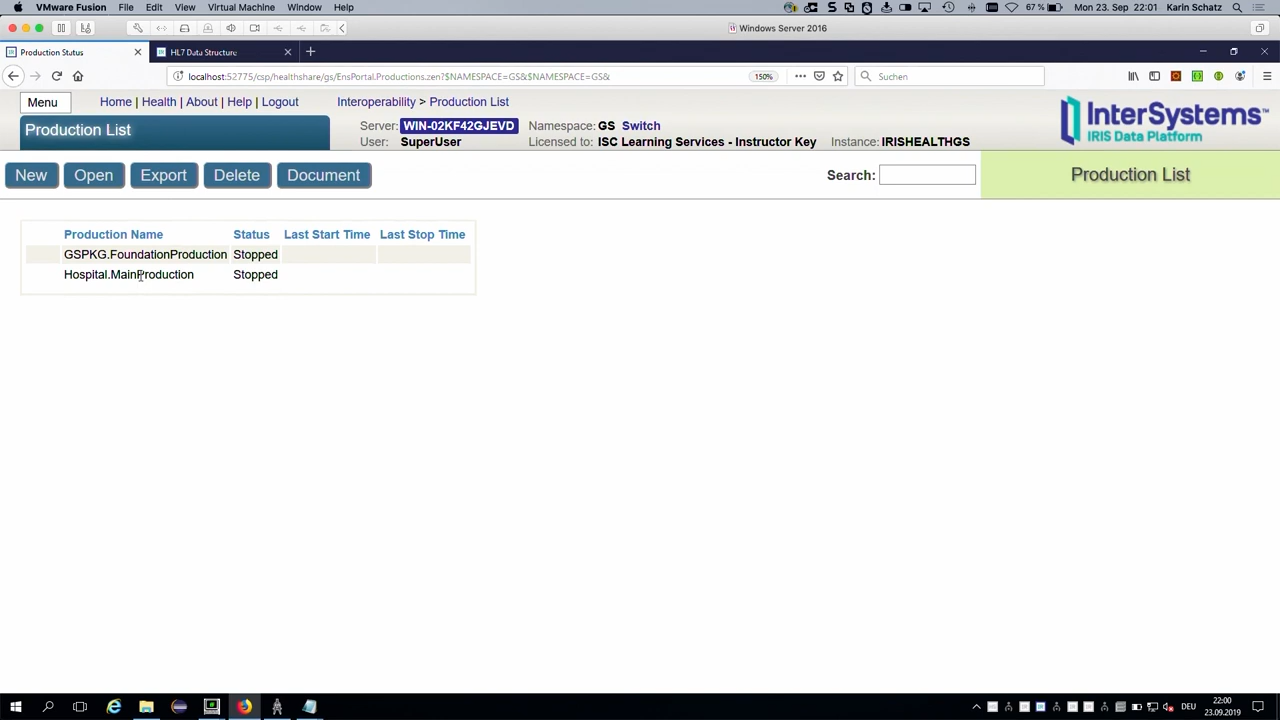 VMware Fusion File Edit View Virtual Machine Window Help 67 % Mon 23. Sep 22:01 Karin Schatz
Windows Server 2016
Production Status HL7 Data Structure
localhost:52775/csp/healthshare/gs/EnsPortal.Productions.zen?$NAMESPACE=GS&$NAMESPACE=GS& 150% Suchen
Menu Home | Health | About | Help | Logout Interoperability > Production List
Production List
Server: WIN-02KF42GJEVD Namespace: GS Switch
User: SuperUser Licensed to: ISC Learning Services - Instructor Key Instance: IRISHEALTHGS
InterSystems™
IRIS Data Platform
New Open Export Delete Document Search: Production List
Production Name Status Last Start Time Last Stop Time
GSPKG.FoundationProduction Stopped
Hospital.MainProduction Stopped
DEU
22:00
23.09.2019